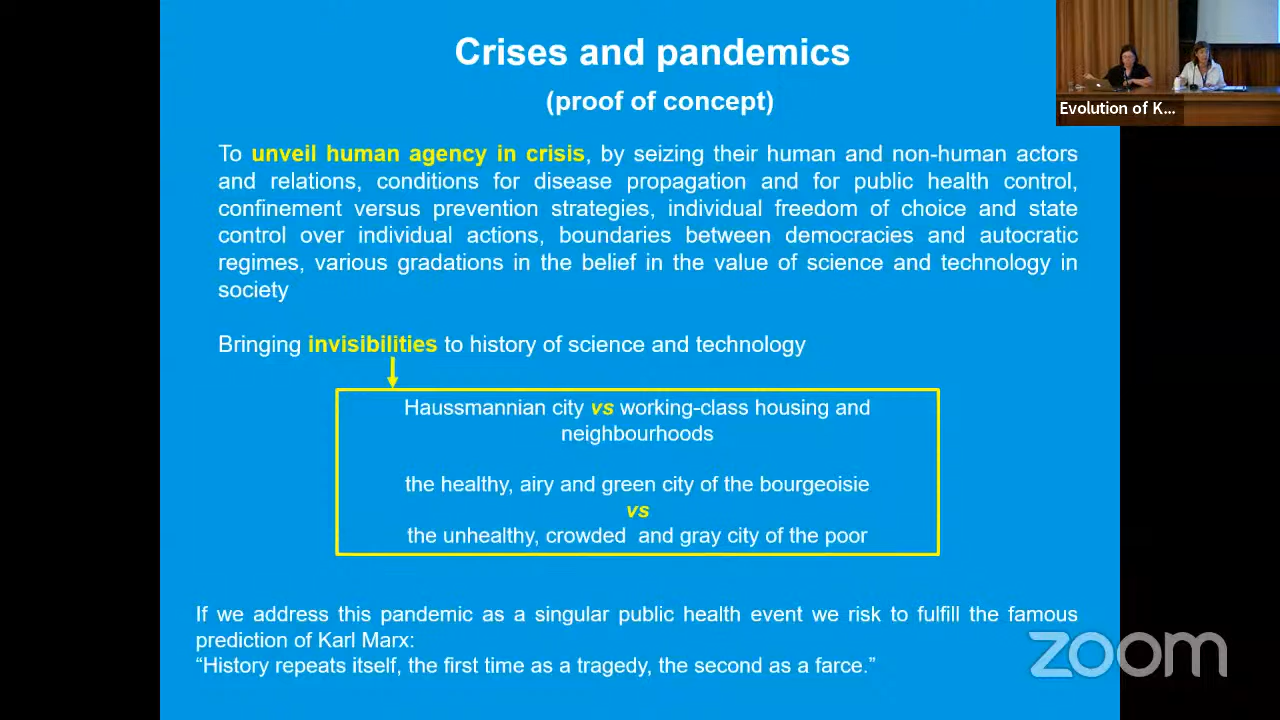 Crises and pandemics
(proof of concept)
To unveil human agency in crisis, by seizing their human and non-human actors
and relations, conditions for disease propagation and for public health control,
confinement versus prevention strategies, individual freedom of choice and state
control over individual actions, boundaries between democracies and autocratic
regimes, various gradations in the belief in the value of science and technology in
society
Bringing invisibilities to history of science and technology
Haussmannian city vs working-class housing and
neighbourhoods
the healthy, airy and green city of the bourgeoisie
vs
the unhealthy, crowded and gray city of the poor
If we address this pandemic as a singular public health event we risk to fulfill the famous
prediction of Karl Marx:
“History repeats itself, the first time as a tragedy, the second as a farce.”
Evolution of K...
zoom